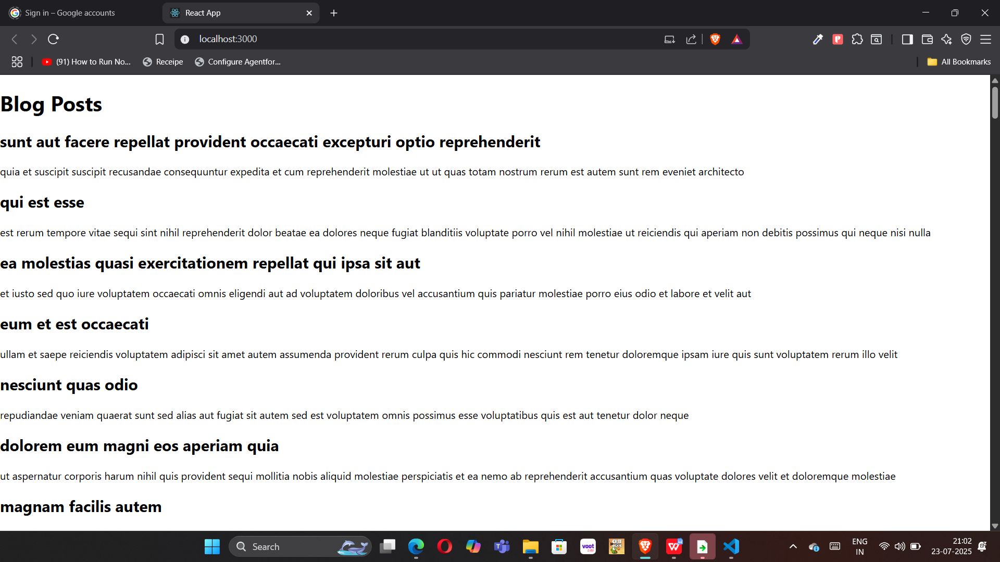 Sign in – Google accounts
React App
localhost:3000
(91) How to Run No...
Receipe
Configure Agentfor...
All Bookmarks
Blog Posts
sunt aut facere repellat provident occaecati excepturi optio reprehenderit
quia et suscipit suscipit recusandae consequuntur expedita et cum reprehenderit molestiae ut ut quas totam nostrum rerum est autem sunt rem eveniet architecto
qui est esse
est rerum tempore vitae sequi sint nihil reprehenderit dolor beatae ea dolores neque fugiat blanditiis voluptate porro vel nihil molestiae ut reiciendis qui aperiam non debitis possimus qui neque nisi nulla
ea molestias quasi exercitationem repellat qui ipsa sit aut
et iusto sed quo iure voluptatem occaecati omnis eligendi aut ad voluptatem doloribus vel accusantium quis pariatur molestiae porro eius odio et labore et velit aut
eum et est occaecati
ullam et saepe reiciendis voluptatem adipisci sit amet autem assumenda provident rerum culpa quis hic commodi nesciunt rem tenetur doloremque ipsam iure quis sunt voluptatem rerum illo velit
nesciunt quas odio
repudiandae veniam quaerat sunt sed alias aut fugiat sit autem sed est voluptatem omnis possimus esse voluptatibus quis est aut tenetur dolor neque
dolorem eum magni eos aperiam quia
ut aspernatur corporis harum nihil quis provident sequi mollitia nobis aliquid molestiae perspiciatis et ea nemo ab reprehenderit accusantium quas voluptate dolores velit et doloremque molestiae
magnam facilis autem
Search
voot
ENG
IN
21:02
23-07-2025